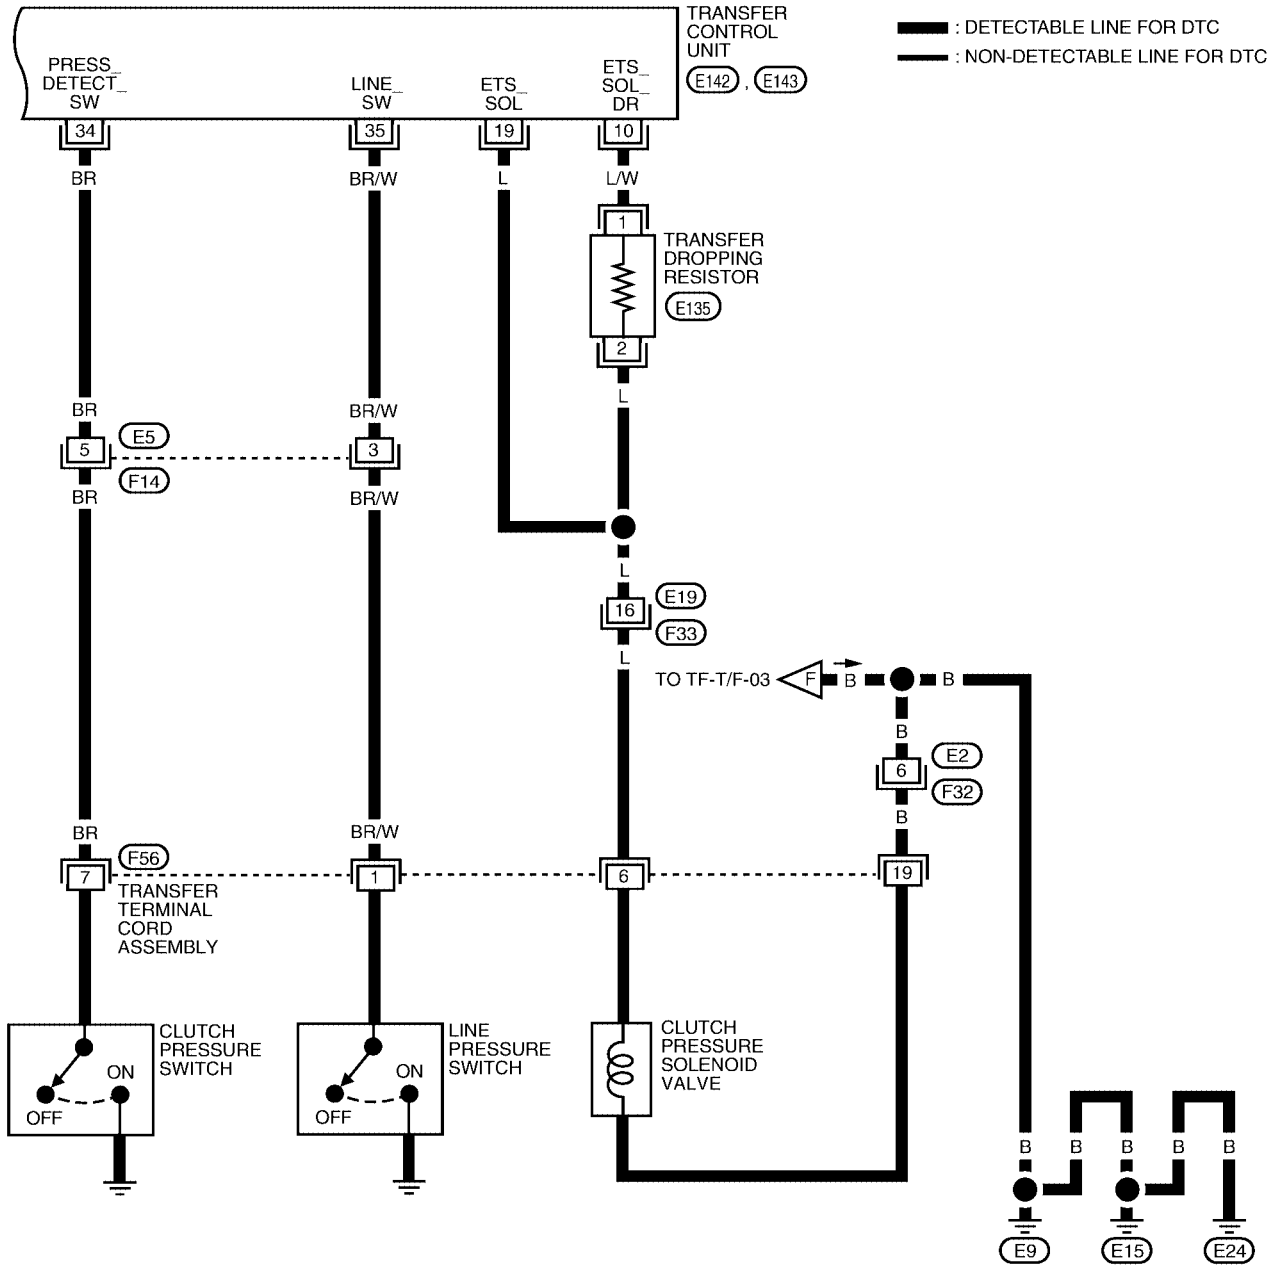 TRANSFER
CONTROL
UNIT
E142 , E143
: DETECTABLE LINE FOR DTC
: NON-DETECTABLE LINE FOR DTC
PRESS_
DETECT_
SW
LINE_
SW
ETS_
SOL
ETS_
SOL_
DR
34
35
19
10
BR
BR/W
L
L/W
1
TRANSFER
DROPPING
RESISTOR
E135
2
L
BR
BR/W
5
E5
3
F14
BR
BR/W
L
16
E19
F33
L
TO TF-T/F-03
F
B
B
B
6
E2
F32
B
BR
BR/W
7
F56
1
6
19
TRANSFER
TERMINAL
CORD
ASSEMBLY
CLUTCH
PRESSURE
SWITCH
ON
OFF
LINE
PRESSURE
SWITCH
ON
OFF
CLUTCH
PRESSURE
SOLENOID
VALVE
B
B
B
B
B
E9
E15
E24